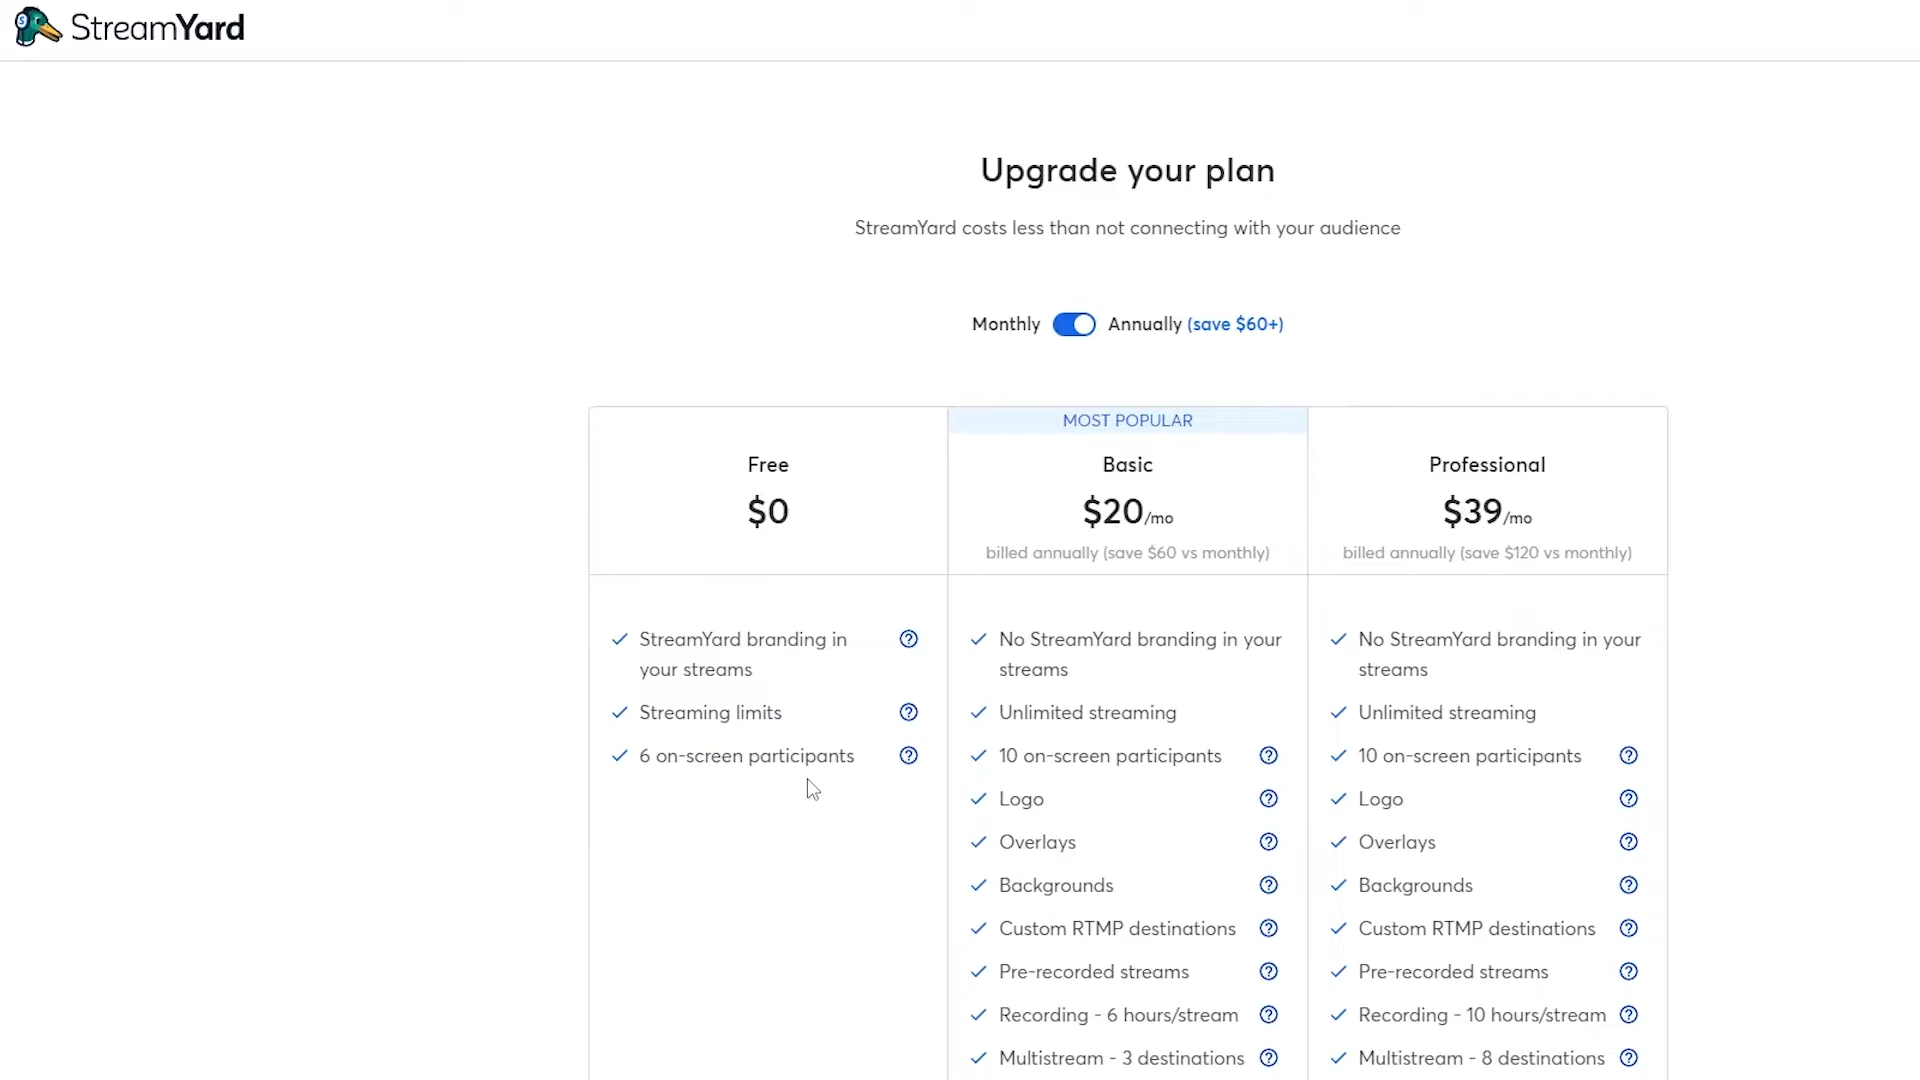 StreamYard
Upgrade your plan
StreamYard costs less than not connecting with your audience
Monthly Annually (save $60+)
Free
$0
StreamYard branding in
your streams
Streaming limits
6 on-screen participants
MOST POPULAR
Basic
$20/mo
billed annually (save $60 vs monthly)
No StreamYard branding in your
streams
Unlimited streaming
10 on-screen participants
Logo
Overlays
Backgrounds
Custom RTMP destinations
Pre-recorded streams
Recording - 6 hours/stream
Multistream - 3 destinations
Professional
$39/mo
billed annually (save $120 vs monthly)
No StreamYard branding in your
streams
Unlimited streaming
10 on-screen participants
Logo
Overlays
Backgrounds
Custom RTMP destinations
Pre-recorded streams
Recording - 10 hours/stream
Multistream - 8 destinations